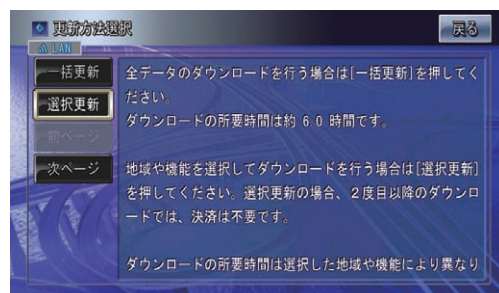 更新方法選択
戻る
LAN
一括更新
選択更新
前ページ
次ページ
全データのダウンロードを行う場合は[一括更新]を押してく
ださい。
ダウンロードの所要時間は約 6.0 時間です。
地域や機能を選択してダウンロードを行う場合は[選択更新]
を押してください。選択更新の場合、2度目以降のダウンロ
ードでは、決済は不要です。
ダウンロードの所要時間は選択した地域や機能により異なり